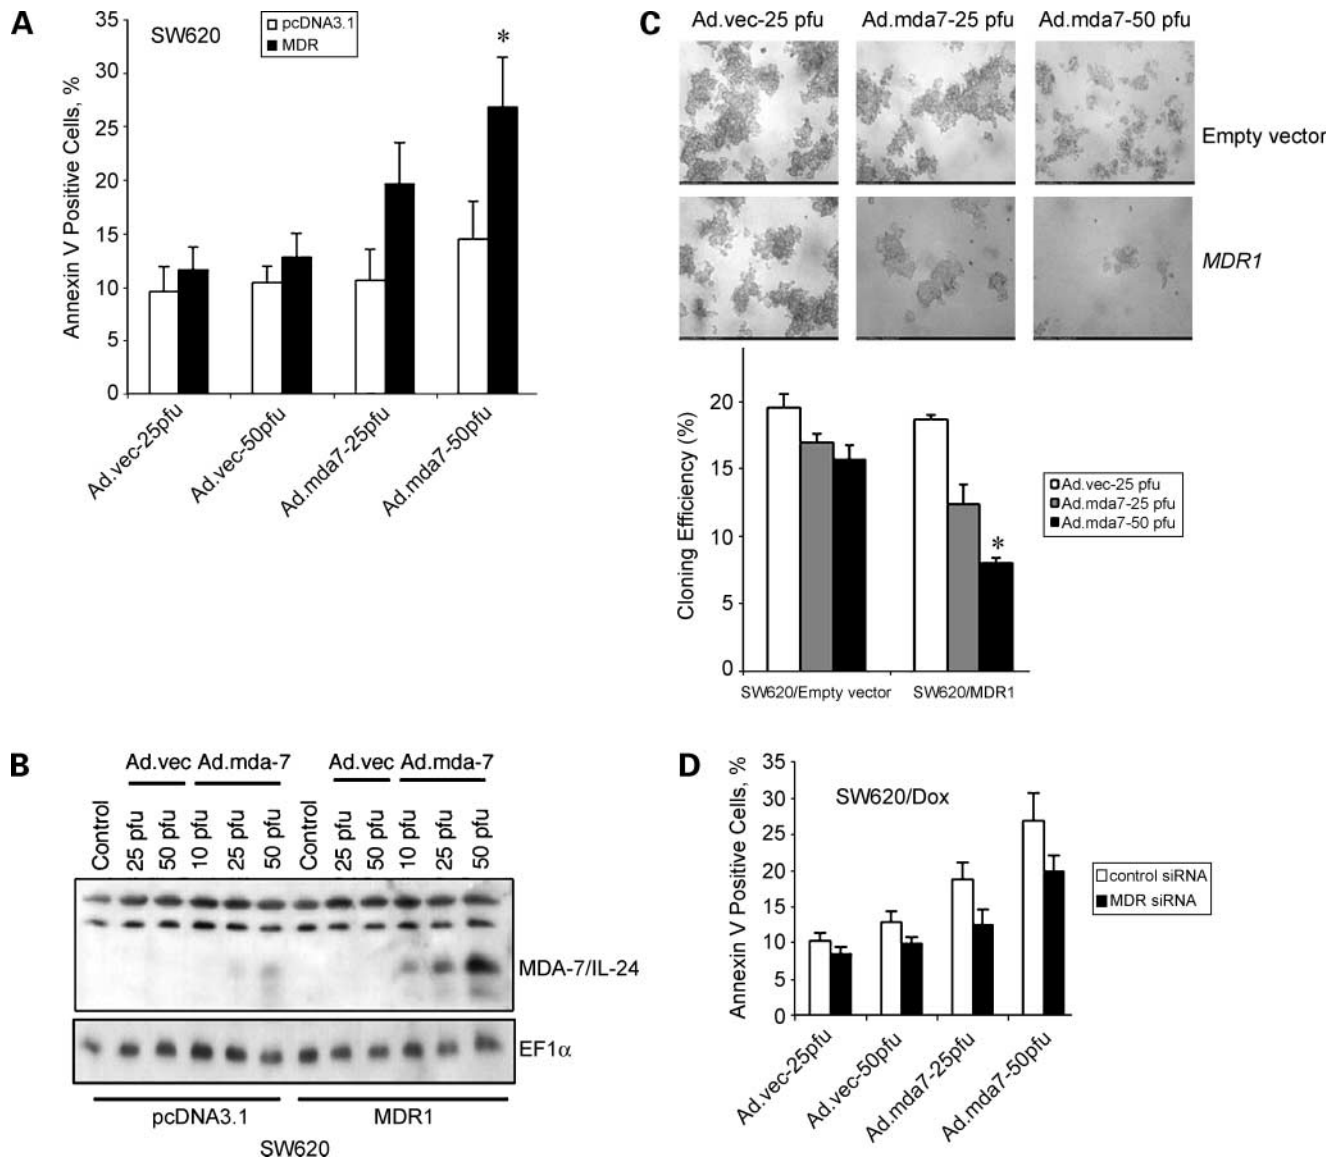 A
SW620
pcDNA3.1
MDR
*
35
30
25
20
15
10
5
0
Annexin V Positive Cells, %
Ad.vec-25pfu
Ad.vec-50pfu
Ad.mda7-25pfu
Ad.mda7-50pfu
C
Ad.vec-25 pfu
Ad.mda7-25 pfu
Ad.mda7-50 pfu
Empty vector
MDR1
20
15
10
5
0
Cloning Efficiency (%)
*
SW620/Empty vector
SW620/MDR1
Ad.vec-25 pfu
Ad.mda7-25 pfu
Ad.mda7-50 pfu
B
Ad.vec Ad.mda-7 Ad.vec Ad.mda-7
Control 25 pfu 50 pfu 10 pfu 25 pfu 50 pfu Control 25 pfu 50 pfu 10 pfu 25 pfu 50 pfu
MDA-7/IL-24
EF1α
pcDNA3.1 MDR1
SW620
D
SW620/Dox
35
30
25
20
15
10
5
0
Annexin V Positive Cells, %
control siRNA
MDR siRNA
Ad.vec-25pfu
Ad.vec-50pfu
Ad.mda7-25pfu
Ad.mda7-50pfu